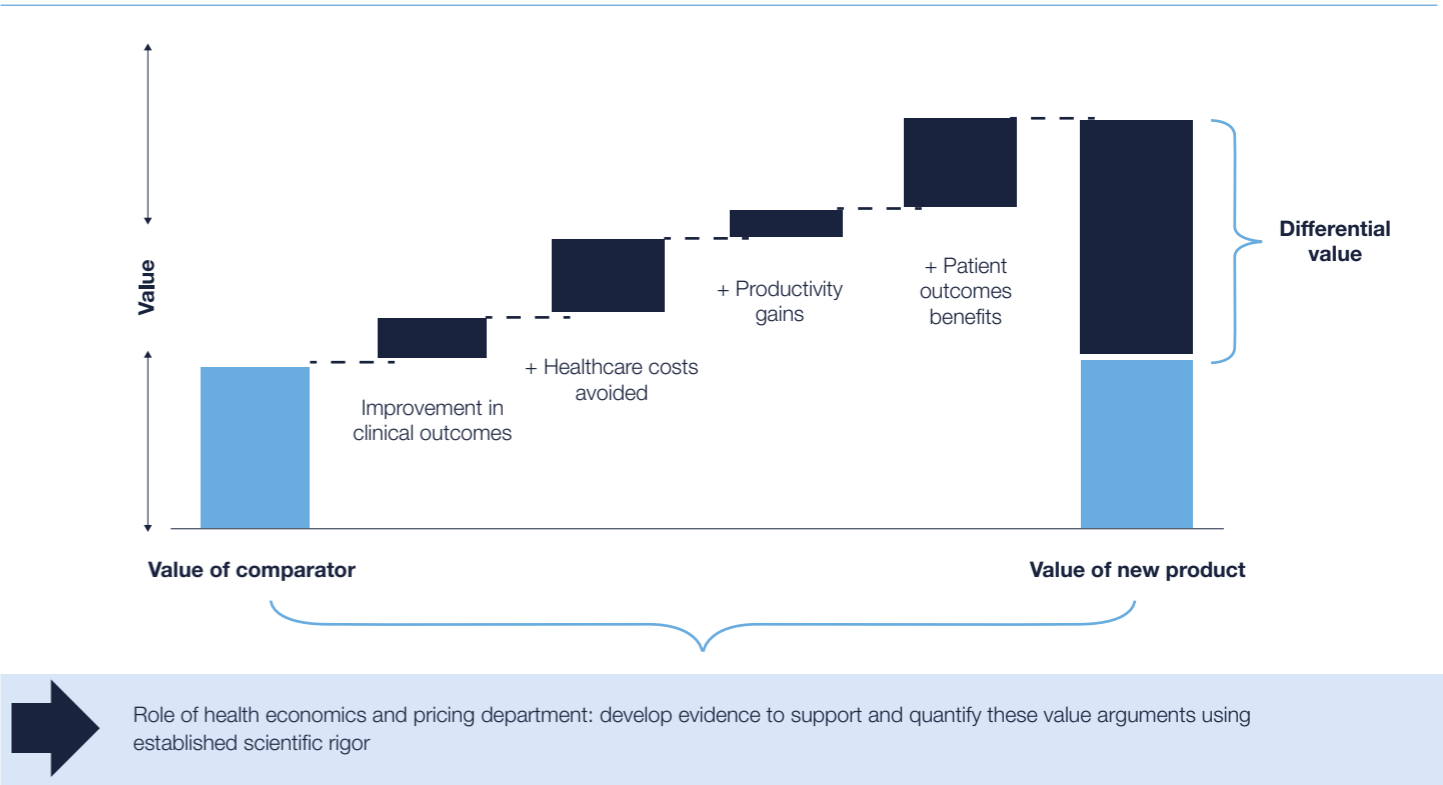 Value
Improvement in
clinical outcomes
+ Healthcare costs
avoided
+ Productivity
gains
+ Patient
outcomes
benefits
Differential
value
Value of comparator
Value of new product
Role of health economics and pricing department: develop evidence to support and quantify these value arguments using
established scientific rigor